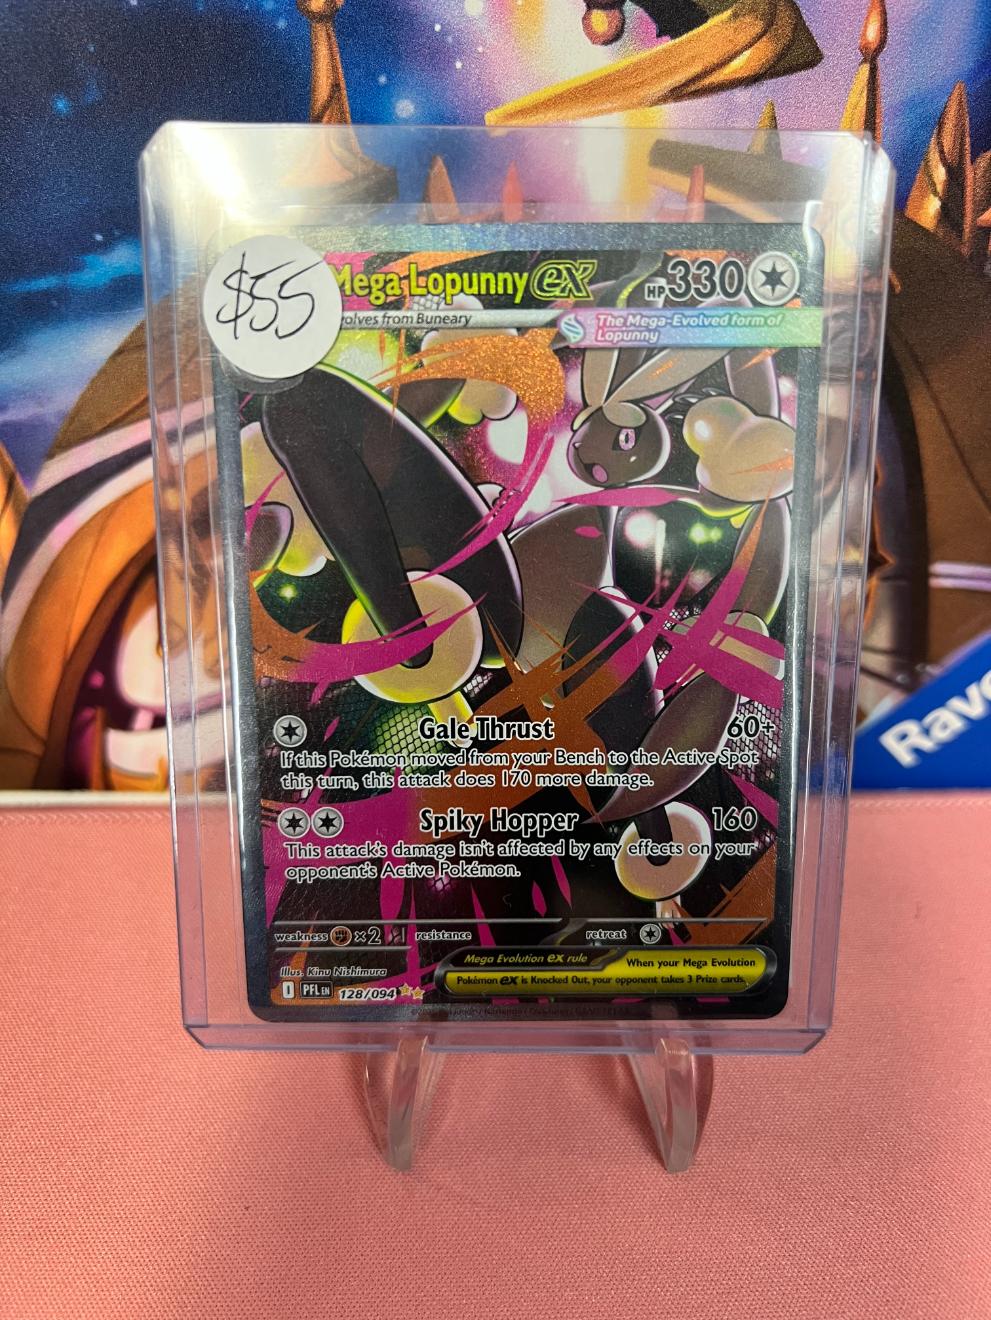 $55
Mega Lopunny ex
HP 330
volves from Buneary
The Mega-Evolved form of
Lopunny
Gale Thrust 60+
If this Pokémon moved from your Bench to the Active Spot
this turn, this attack does 170 more damage.
Spiky Hopper 160
This attack's damage isn't affected by any effects on your
opponent's Active Pokémon.
weakness x2 resistance retreat
Mega Evolution ex rule
When your Mega Evolution
Pokémon ex is Knocked Out, your opponent takes 3 Prize cards.
Illus. Kinu Nishimura
I PFL EN 128/094
Rave